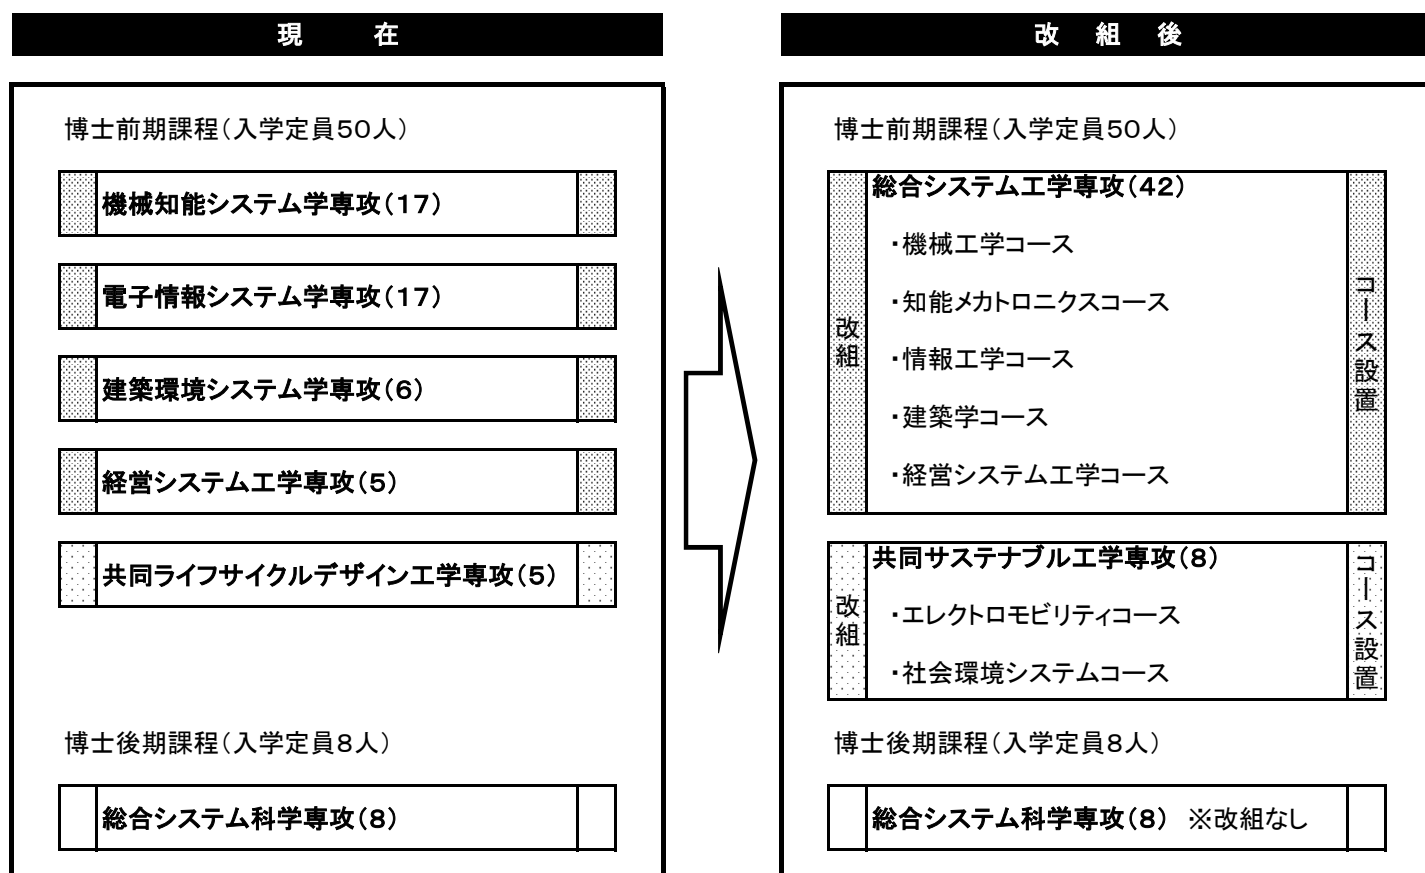 現 在
博士前期課程(入学定員50人)
機械知能システム学専攻(17)
電子情報システム学専攻(17)
建築環境システム学専攻(6)
経営システム工学専攻(5)
共同ライフサイクルデザイン工学専攻(5)
博士後期課程(入学定員8人)
総合システム科学専攻(8)
改 組 後
博士前期課程(入学定員50人)
改組
総合システム工学専攻(42)
・機械工学コース
・知能メカトロニクスコース
・情報工学コース
・建築学コース
・経営システム工学コース
コース設置
改組
共同サステナブル工学専攻(8)
・エレクトロモビリティコース
・社会環境システムコース
コース設置
博士後期課程(入学定員8人)
総合システム科学専攻(8) ※改組なし